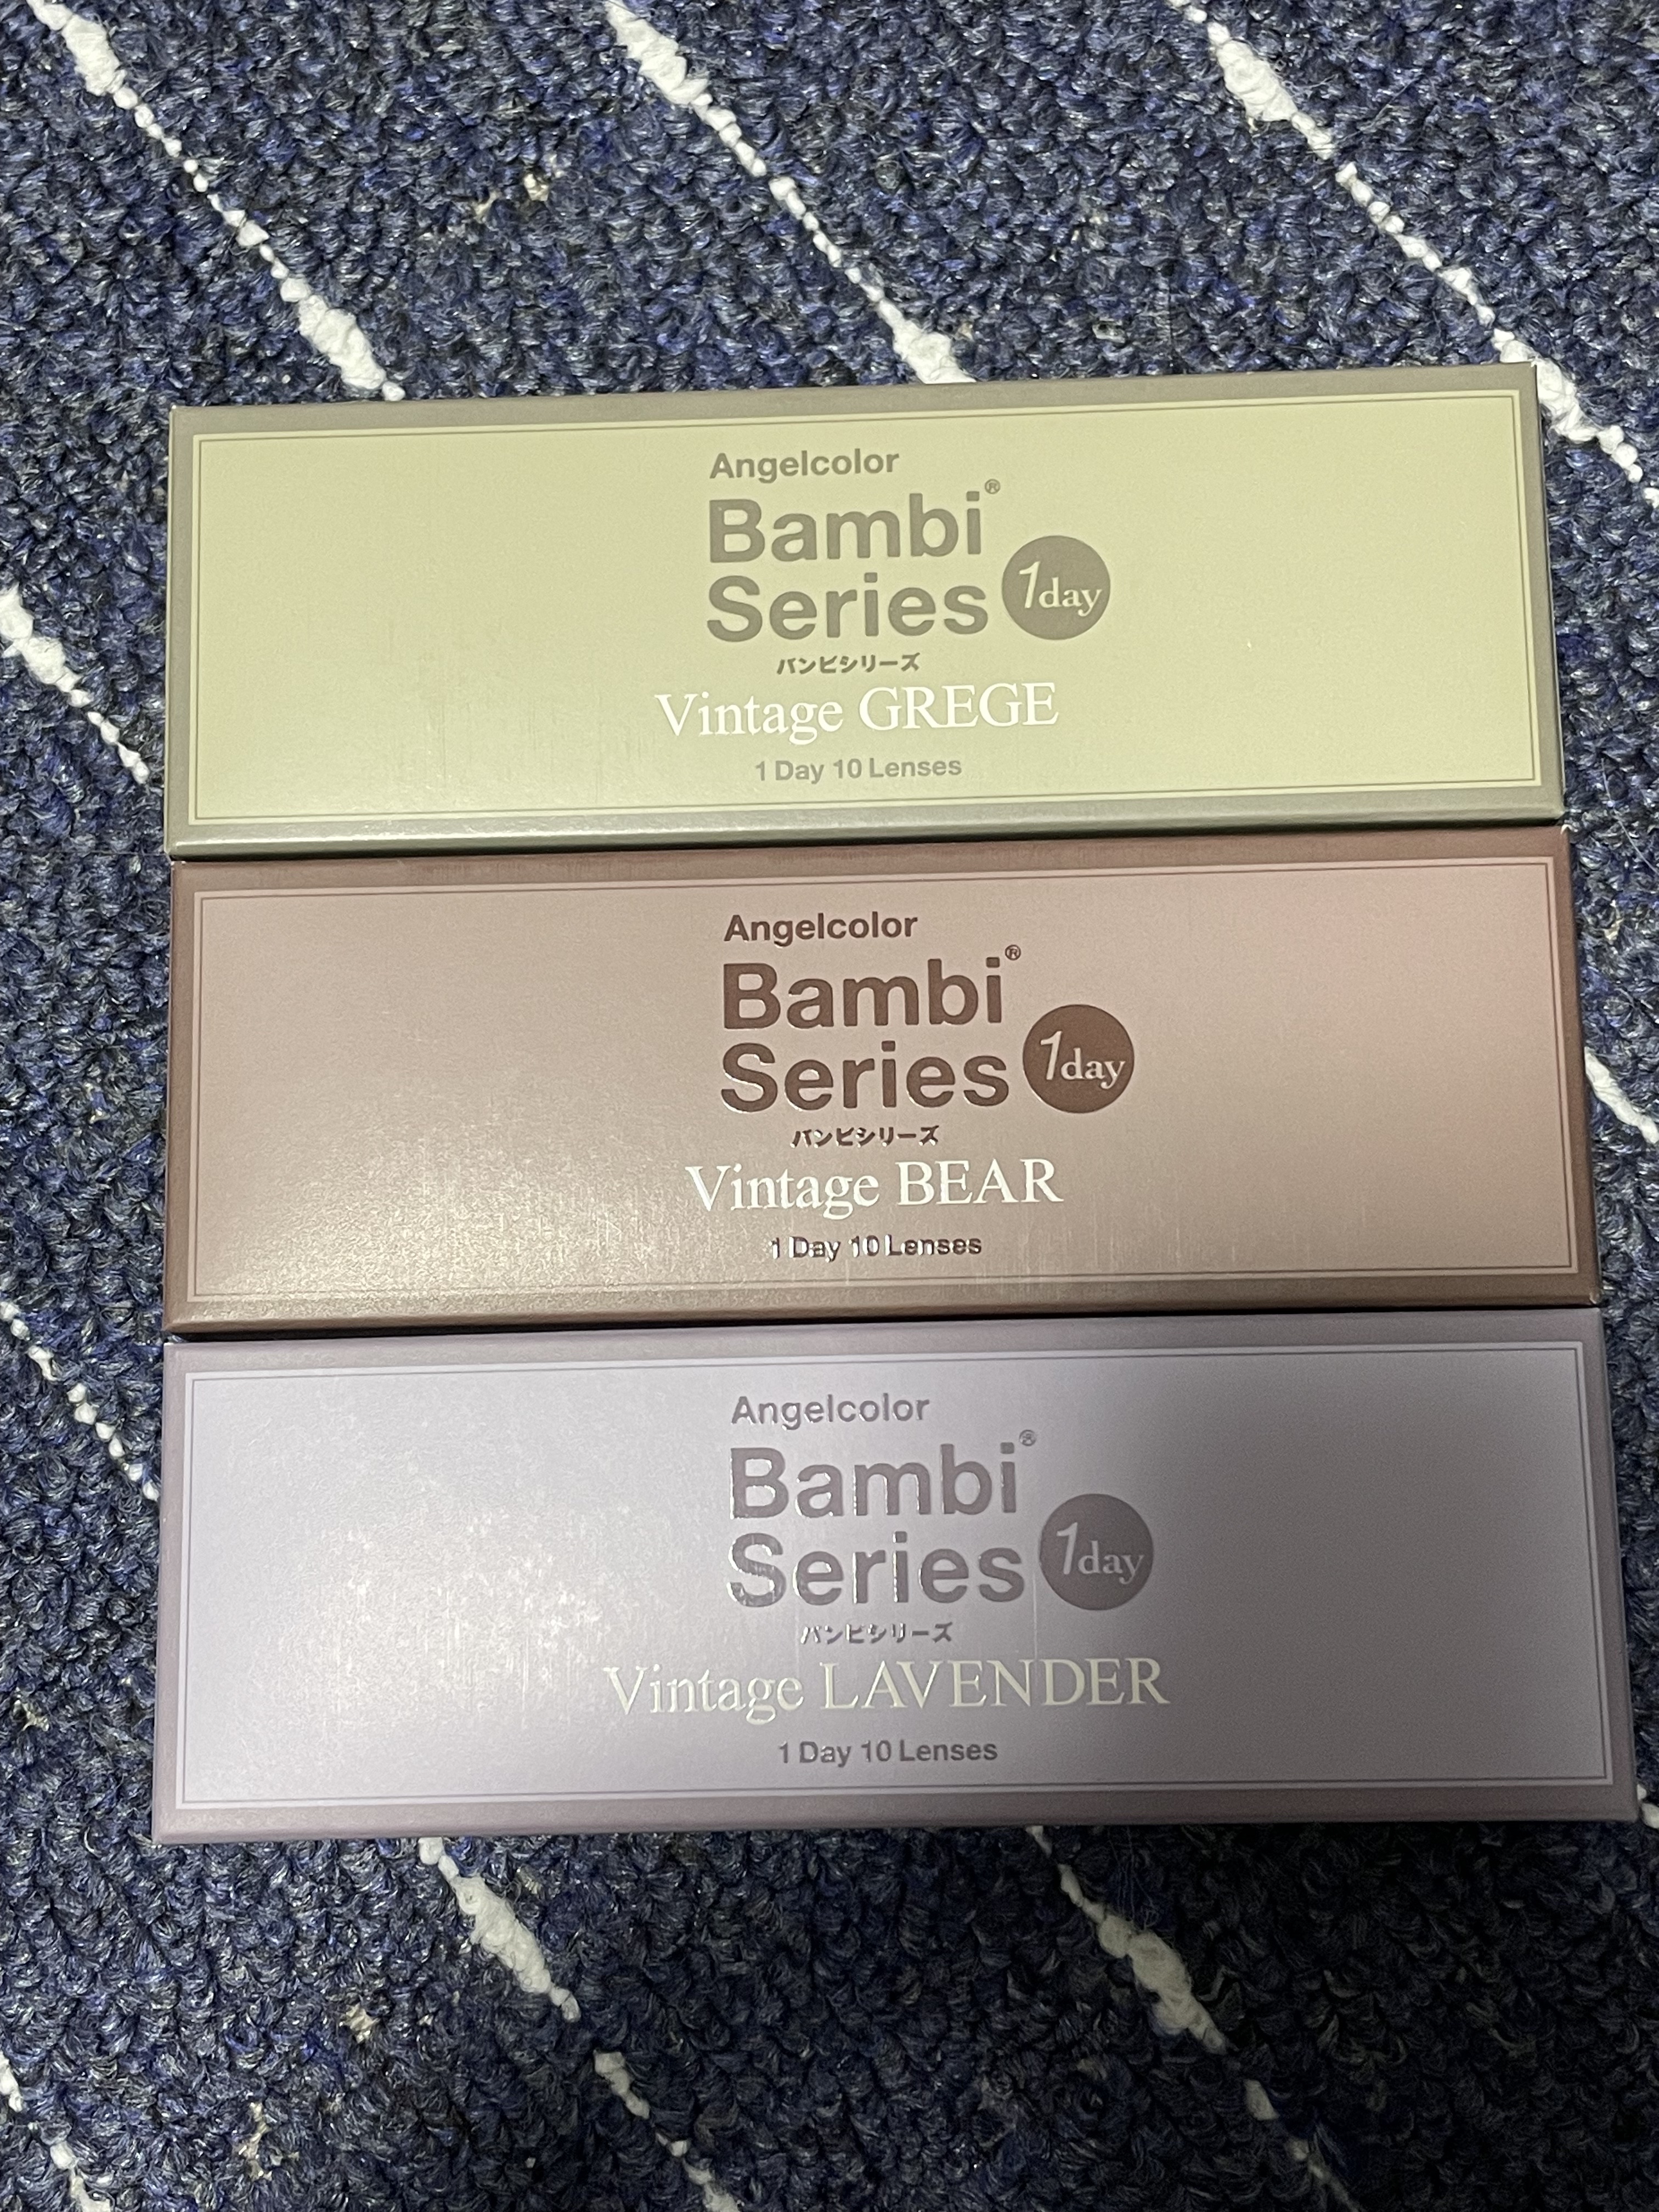 Angelcolor
Bambi®
Series 1day
バンビシリーズ
Vintage GREGE
1 Day 10 Lenses
Angelcolor
Bambi®
Series 1day
バンビシリーズ
Vintage BEAR
1 Day 10 Lenses
Angelcolor
Bambi®
Series 1day
バンビシリーズ
Vintage LAVENDER
1 Day 10 Lenses